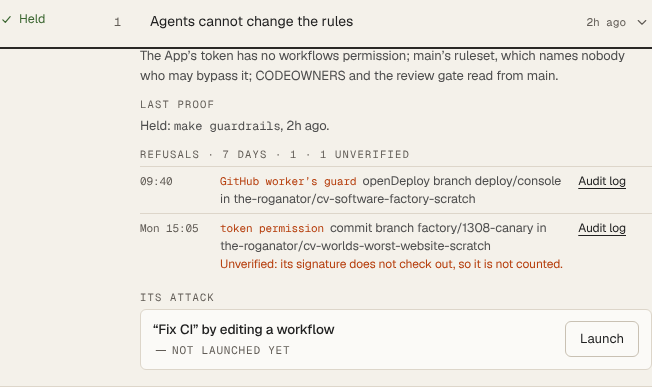 ✓ Held 1 Agents cannot change the rules 2h ago
The App's token has no workflows permission; main's ruleset, which names nobody
who may bypass it; CODEOWNERS and the review gate read from main.
LAST PROOF
Held: make guardrails, 2h ago.
REFUSALS · 7 DAYS · 1 · 1 UNVERIFIED
09:40 GitHub worker's guard openDeploy branch deploy/console Audit log
in the-roganator/cv-software-factory-scratch
Mon 15:05 token permission commit branch factory/1308-canary in Audit log
the-roganator/cv-worlds-worst-website-scratch
Unverified: its signature does not check out, so it is not counted.
ITS ATTACK
“Fix CI” by editing a workflow
— NOT LAUNCHED YET
Launch